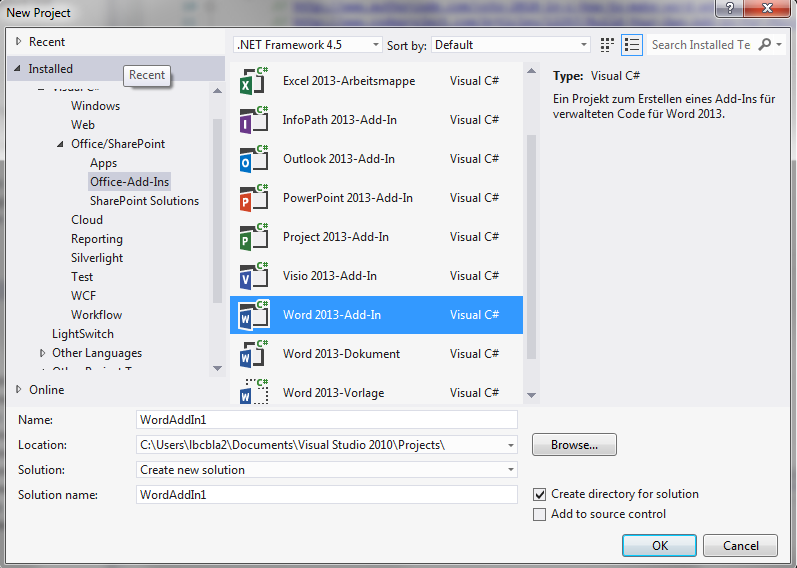 New Project
Recent
.NET Framework 4.5
Sort by: Default
Search Installed Te
Installed
Recent
Windows
Web
Office/SharePoint
Apps
Office-Add-Ins
SharePoint Solutions
Cloud
Reporting
Silverlight
Test
WCF
Workflow
LightSwitch
Other Languages
Online
Excel 2013-Arbeitsmappe Visual C#
InfoPath 2013-Add-In Visual C#
Outlook 2013-Add-In Visual C#
PowerPoint 2013-Add-In Visual C#
Project 2013-Add-In Visual C#
Visio 2013-Add-In Visual C#
Word 2013-Add-In Visual C#
Word 2013-Dokument Visual C#
Word 2013-Vorlage Visual C#
Type: Visual C#
Ein Projekt zum Erstellen eines Add-Ins für
verwalteten Code für Word 2013.
Name: WordAddIn1
Location: C:\Users\lbcbla2\Documents\Visual Studio 2010\Projects\
Browse...
Solution: Create new solution
Solution name: WordAddIn1
Create directory for solution
Add to source control
OK
Cancel